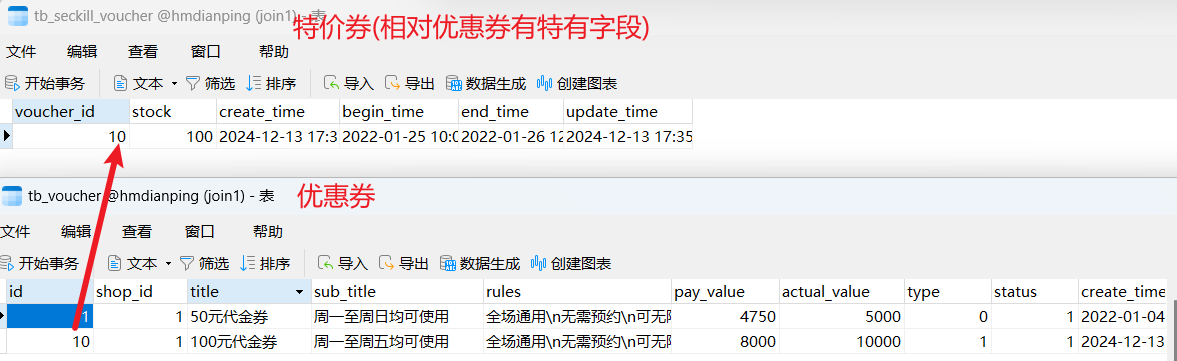 tb_seckill_voucher @hmdianping (join1) - 表
特价券(相对优惠券有特有字段)
文件 编辑 查看 窗口 帮助
开始事务 文本 筛选 排序 导入 导出 数据生成 创建图表
voucher_id stock create_time begin_time end_time update_time
10 100 2024-12-13 17:3 2022-01-25 10:0 2022-01-26 12 2024-12-13 17:35
tb_voucher @hmdianping (join1) - 表 优惠券
文件 编辑 查看 窗口 帮助
开始事务 文本 筛选 排序 导入 导出 数据生成 创建图表
id shop_id title sub_title rules pay_value actual_value type status create_time
1 1 50元代金券 周一至周日均可使用 全场通用\n无需预约\n可无限 4750 5000 0 1 2022-01-04
10 1 100元代金券 周一至周五均可使用 全场通用\n无需预约\n可无限 8000 10000 1 1 2024-12-13